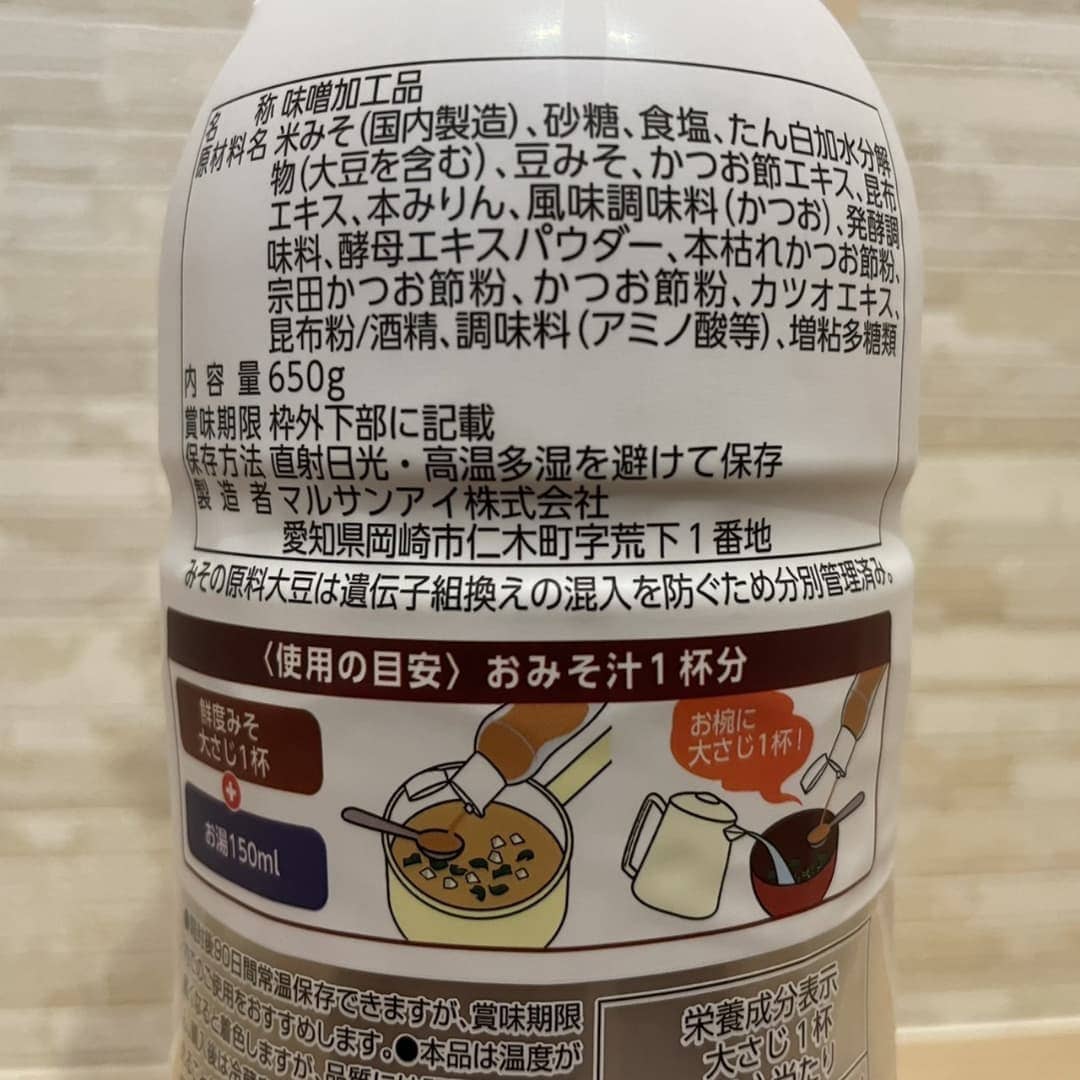 名称 味噌加工品
原材料名 米みそ(国内製造)、砂糖、食塩、たん白加水分解
物(大豆を含む)、豆みそ、かつお節エキス、昆布
エキス、本みりん、風味調味料(かつお)、発酵調
味料、酵母エキスパウダー、本枯れかつお節粉、
宗田かつお節粉、かつお節粉、カツオエキス、
昆布粉/酒精、調味料(アミノ酸等)、増粘多糖類
内容量 650g
賞味期限 枠外下部に記載
保存方法 直射日光・高温多湿を避けて保存
製造者 マルサンアイ株式会社
愛知県岡崎市仁木町字荒下1番地
みその原料大豆は遺伝子組換えの混入を防ぐため分別管理済み。
〈使用の目安〉おみそ汁1杯分
鮮度みそ
大さじ1杯
+
お湯150ml
お椀に
大さじ1杯!
●開封後90日間常温保存できますが、賞味期限
のご使用をおすすめします。
と着色しますが、品質には
●本品は温度が
栄養成分表示
大さじ1杯
当たり